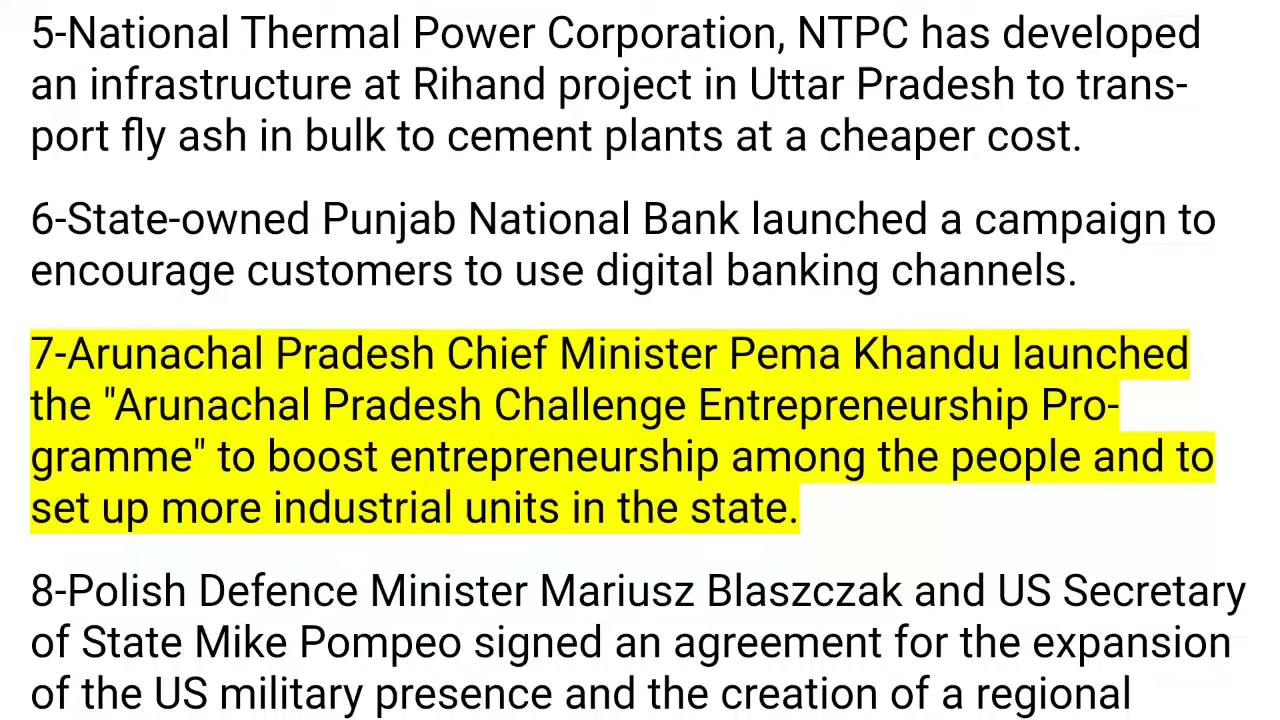 5-National Thermal Power Corporation, NTPC has developed
an infrastructure at Rihand project in Uttar Pradesh to trans-
port fly ash in bulk to cement plants at a cheaper cost.
6-State-owned Punjab National Bank launched a campaign to
encourage customers to use digital banking channels.
7-Arunachal Pradesh Chief Minister Pema Khandu launched
the "Arunachal Pradesh Challenge Entrepreneurship Pro-
gramme" to boost entrepreneurship among the people and to
set up more industrial units in the state.
8-Polish Defence Minister Mariusz Blaszczak and US Secretary
of State Mike Pompeo signed an agreement for the expansion
of the US military presence and the creation of a regional